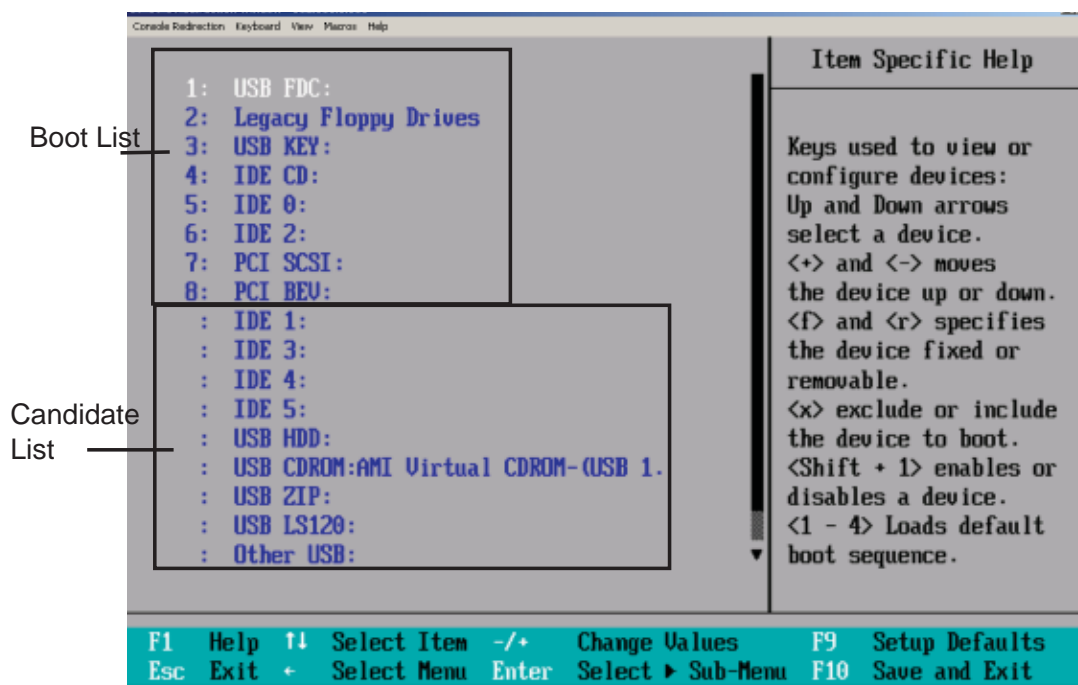 Console Redirection Keyboard View Macros Help
Item Specific Help
1: USB FDC:
2: Legacy Floppy Drives
3: USB KEY:
4: IDE CD:
5: IDE 0:
6: IDE 2:
7: PCI SCSI:
8: PCI BEV:
: IDE 1:
: IDE 3:
: IDE 4:
: IDE 5:
: USB HDD:
: USB CDROM:AMI Virtual CDROM-(USB 1.
: USB ZIP:
: USB LS120:
: Other USB:
Boot List
Candidate
List
Keys used to view or
configure devices:
Up and Down arrows
select a device.
<+> and <-> moves
the device up or down.
<f> and <r> specifies
the device fixed or
removable.
<x> exclude or include
the device to boot.
<Shift + 1> enables or
disables a device.
<1 - 4> Loads default
boot sequence.
F1 Help ↑↓ Select Item -/+ Change Values F9 Setup Defaults
Esc Exit ← Select Menu Enter Select ▶ Sub-Menu F10 Save and Exit